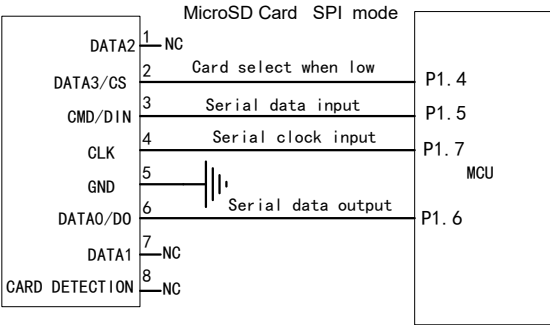 MicroSD Card SPI mode
DATA2 1 NC
DATA3/CS 2 Card select when low P1.4
CMD/DIN 3 Serial data input P1.5
CLK 4 Serial clock input P1.7
GND 5 MCU
DATA0/DO 6 Serial data output P1.6
DATA1 7 NC
CARD DETECTION 8 NC